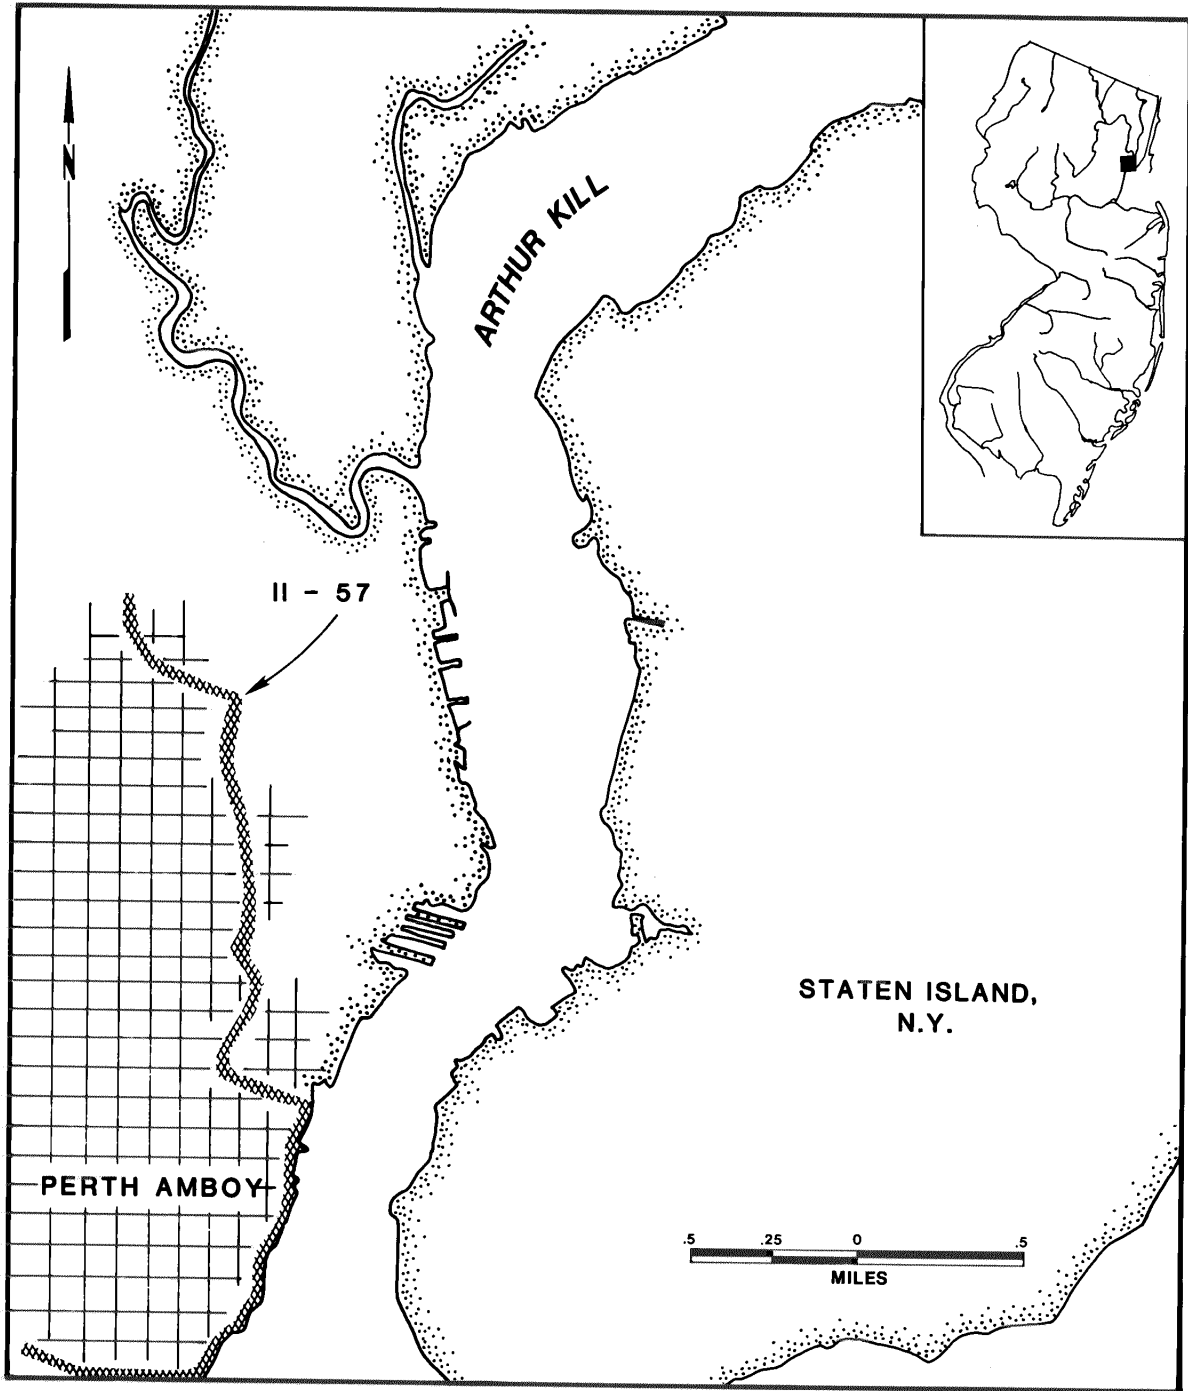 N
ARTHUR KILL
II - 57
STATEN ISLAND,
N.Y.
PERTH AMBOY
.5 .25 0 .5
MILES